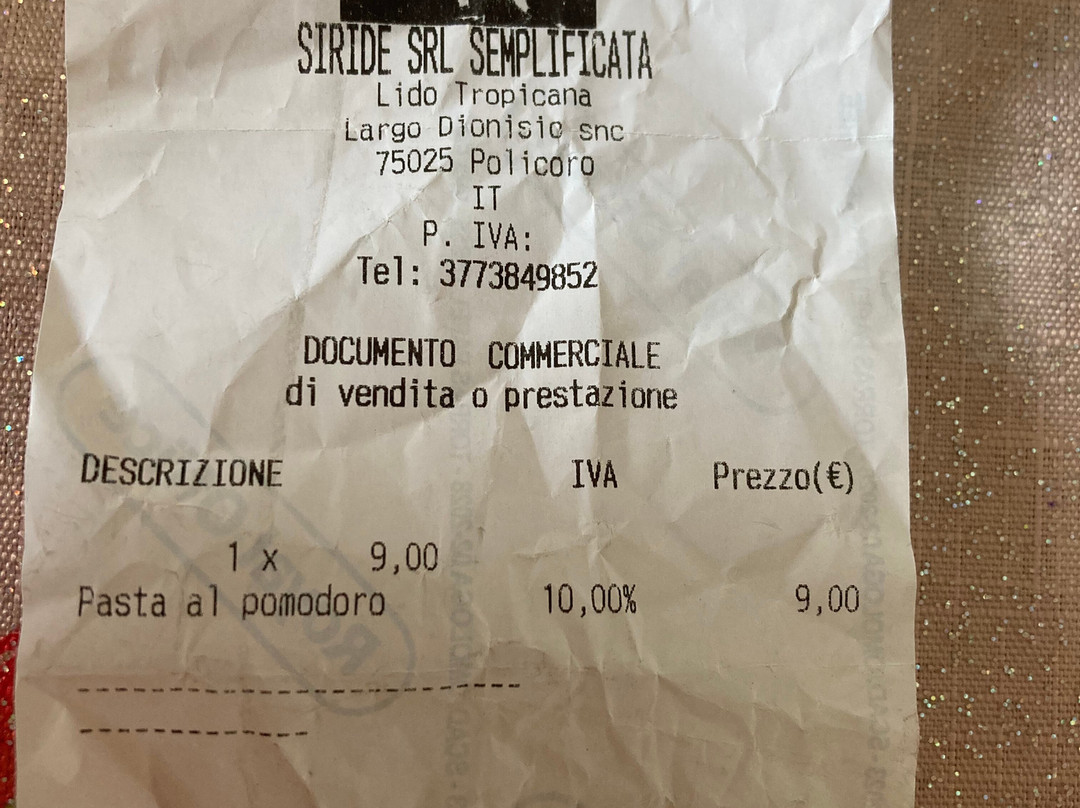 SIRIDE SRL SEMPLIFICATA
Lido Tropicana
Largo Dionisio snc
75025 Policoro
IT
P. IVA:
Tel: 3773849852
DOCUMENTO COMMERCIALE
di vendita o prestazione
DESCRIZIONE IVA Prezzo(€)
1 x 9,00
Pasta al pomodoro 10,00% 9,00